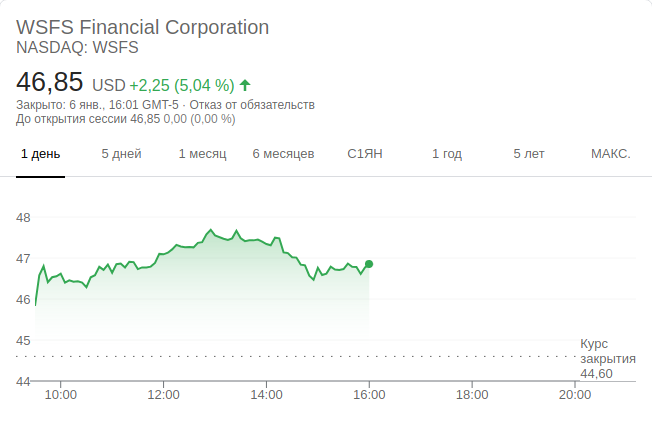 WSFS Financial Corporation
NASDAQ: WSFS
46,85 USD +2,25 (5,04 %)
Закрыто: 6 янв., 16:01 GMT-5 · Отказ от обязательств
До открытия сессии 46,85 0,00 (0,00 %)
1 день 5 дней 1 месяц 6 месяцев С1ЯН 1 год 5 лет МАКС.
48
47
46
45
Курс
закрытия
44,60
44
10:00 12:00 14:00 16:00 18:00 20:00